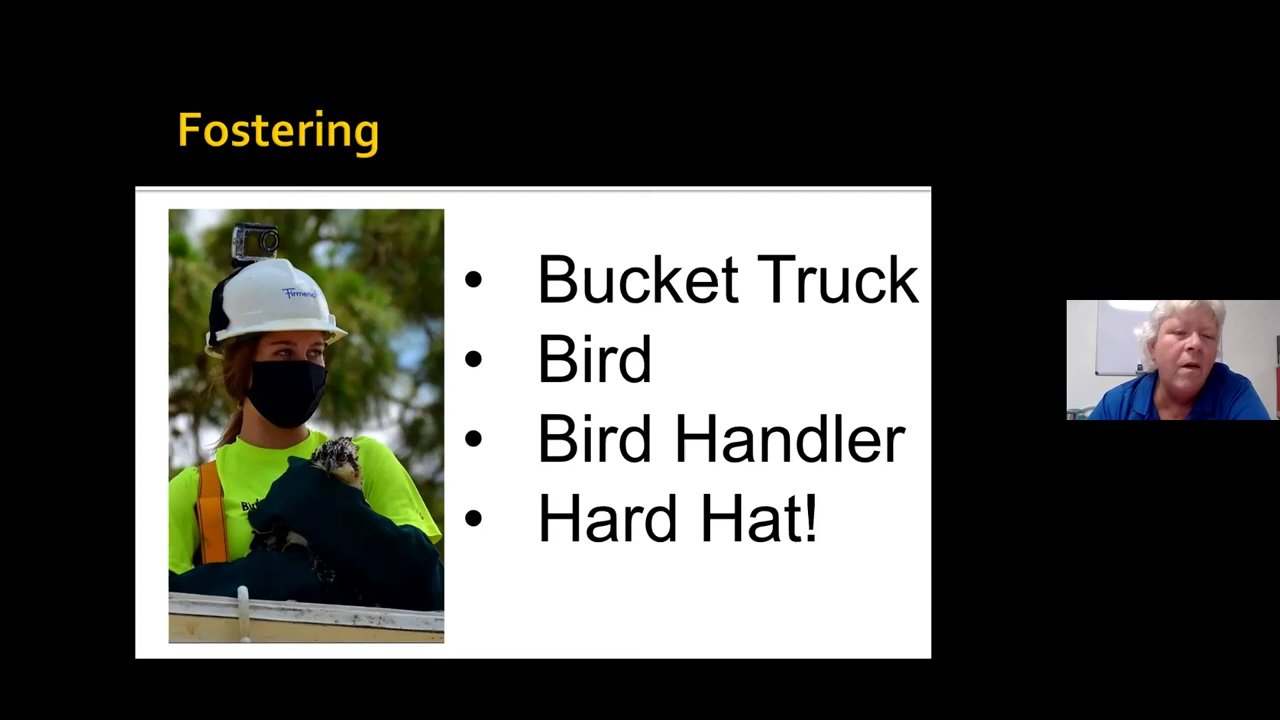 Fostering
• Bucket Truck
• Bird
• Bird Handler
• Hard Hat!